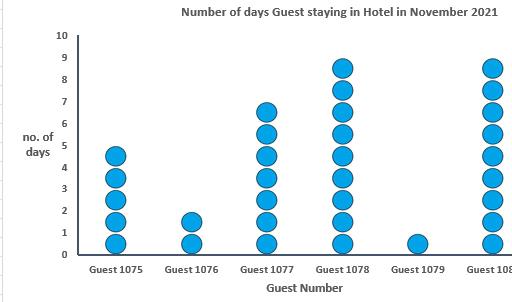 Number of days Guest staying in Hotel in November 2021
10
9
8
7
6
5
4
3
2
1
0
no. of
days
Guest 1075 Guest 1076 Guest 1077 Guest 1078 Guest 1079 Guest 108
Guest Number